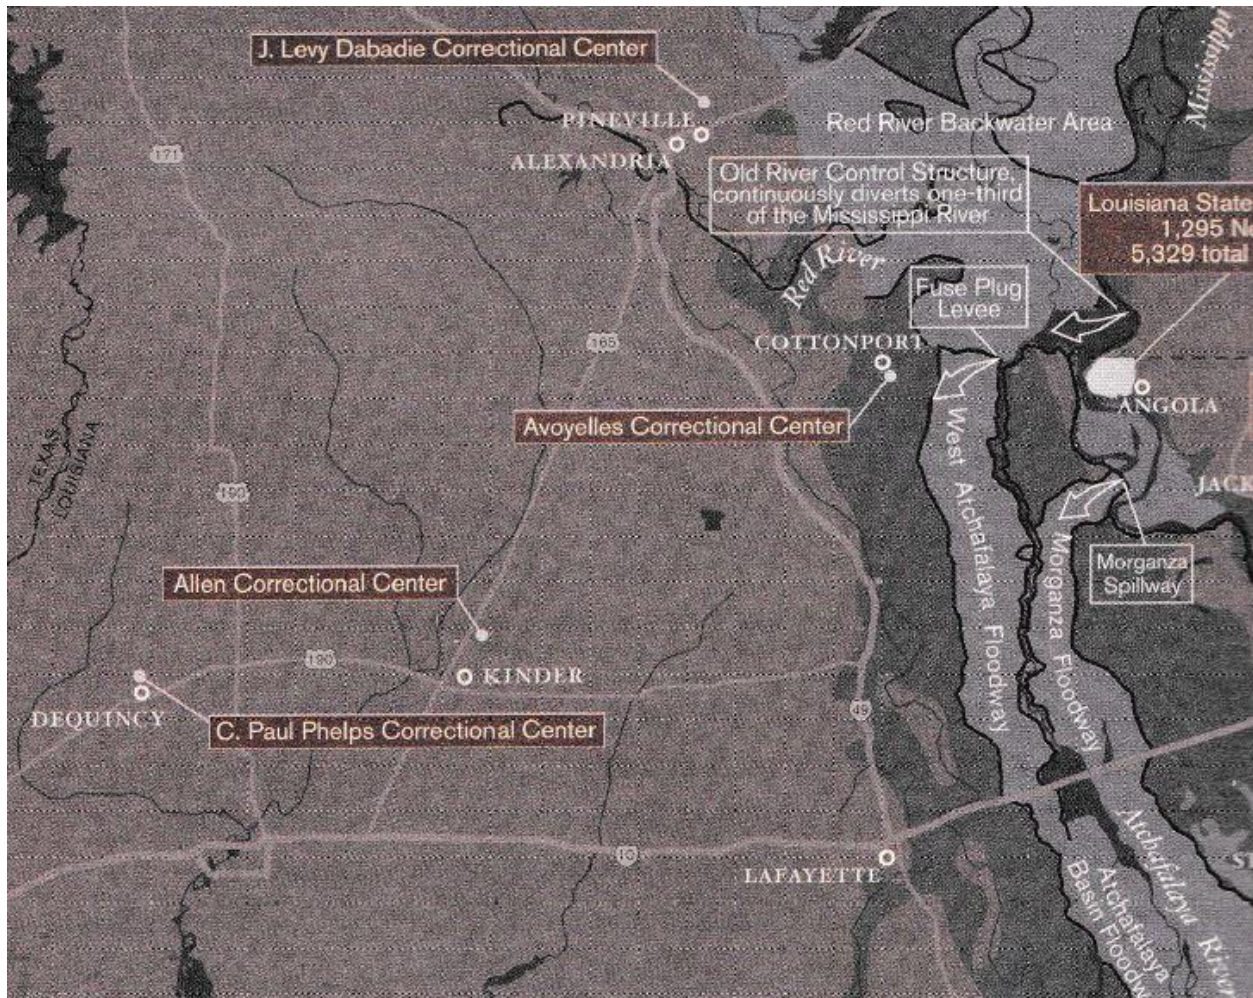 J. Levy Dabadie Correctional Center
Mississippi
PINEVILLE
Red River Backwater Area
171
ALEXANDRIA
Old River Control Structure,
continuously diverts one-third
of the Mississippi River
Louisiana State
1,295
5,329 total
Red River
Fuse Plug
Levee
165
COTTONPORT
ANGOLA
Avoyelles Correctional Center
TEXAS
LOUISIANA
190
JACK
West Atchafalaya Floodway
Morganza Floodway
Morganza
Spillway
Allen Correctional Center
190
KINDER
DEQUINCY
C. Paul Phelps Correctional Center
49
10
LAFAYETTE
Atchafalaya River
Atchafalaya
Basin Floodw